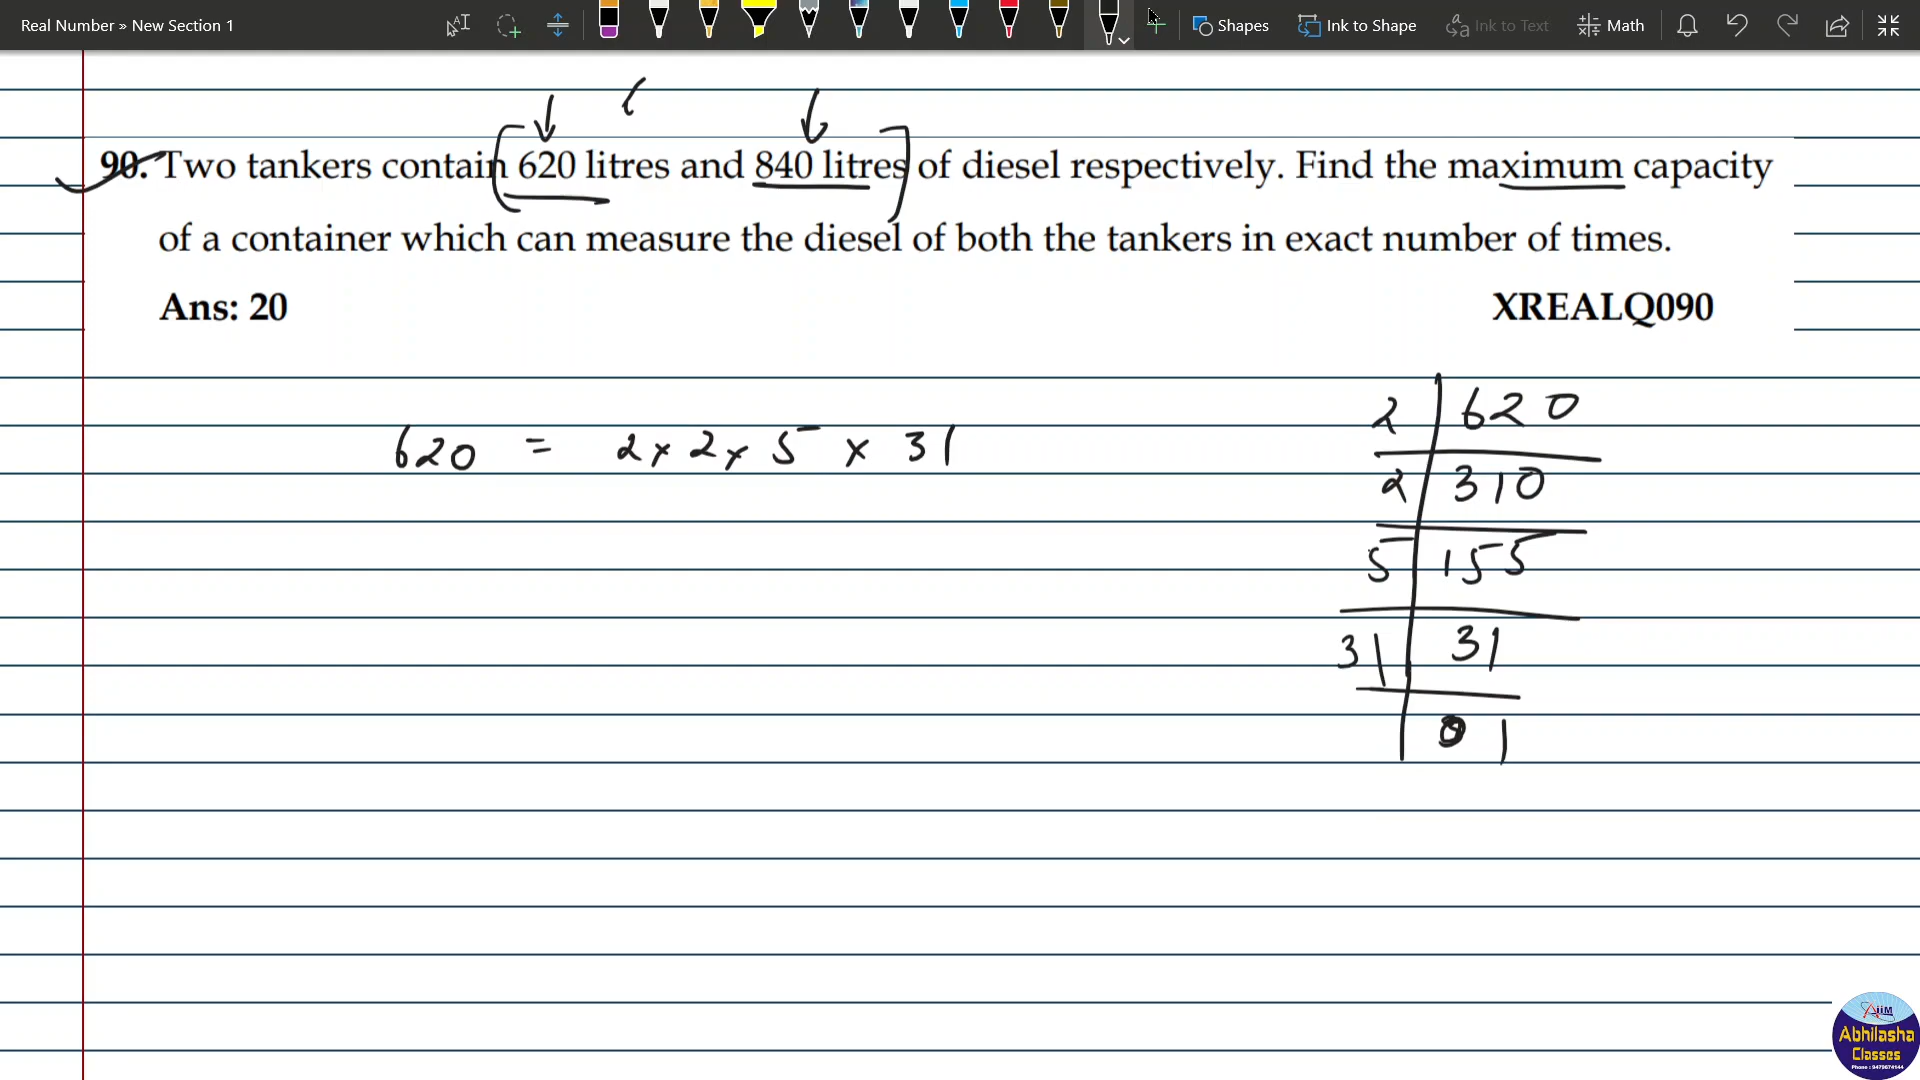 Real Number » New Section 1
Shapes
Ink to Shape
Ink to Text
Math
90. Two tankers contain 620 litres and 840 litres of diesel respectively. Find the maximum capacity
of a container which can measure the diesel of both the tankers in exact number of times.
Ans: 20 XREALQ090
620 = 2 x 2 x 5 x 31
2 | 620
2 | 310
5 | 155
31 | 31
| 1
AiiM
Abhilasha
Classes
Phone : 9479674144